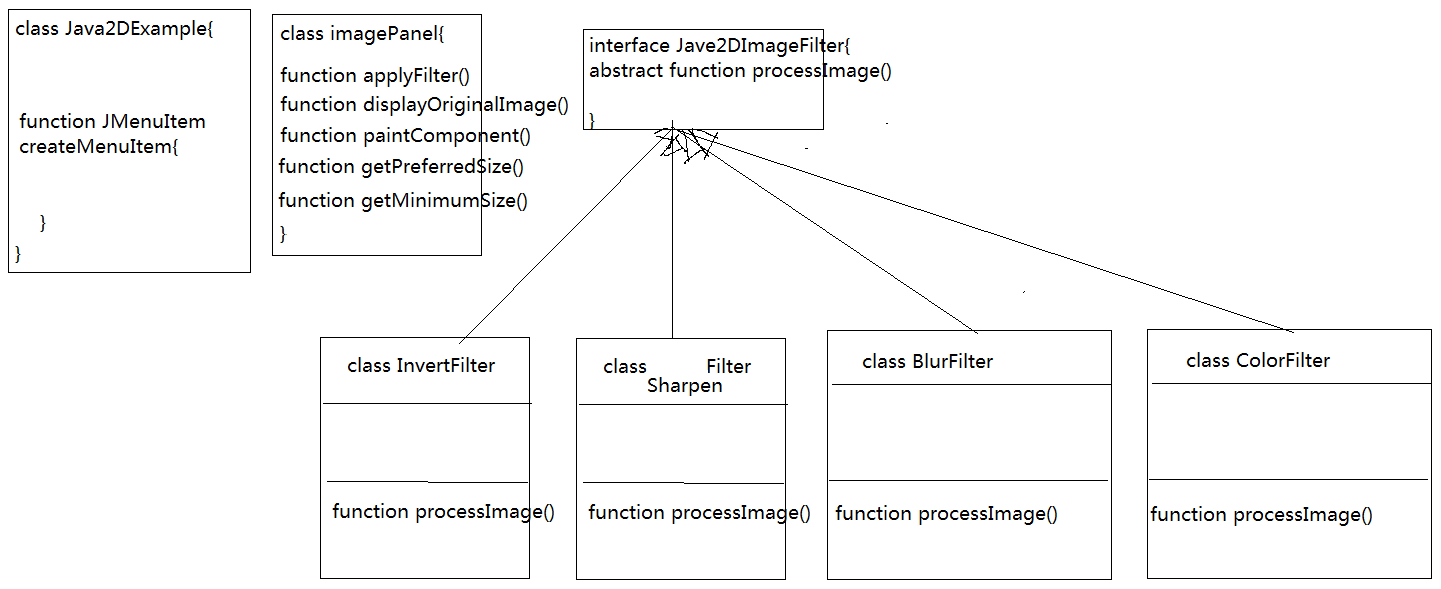 class Java2DExample{
function JMenuItem
createMenuItem{
}
}
class imagePanel{
function applyFilter()
function displayOriginalImage()
function paintComponent()
function getPreferredSize()
function getMinimumSize()
}
interface Jave2DImageFilter{
abstract function processImage()
}
class InvertFilter
function processImage()
class Filter
Sharpen
function processImage()
class BlurFilter
function processImage()
class ColorFilter
function processImage()